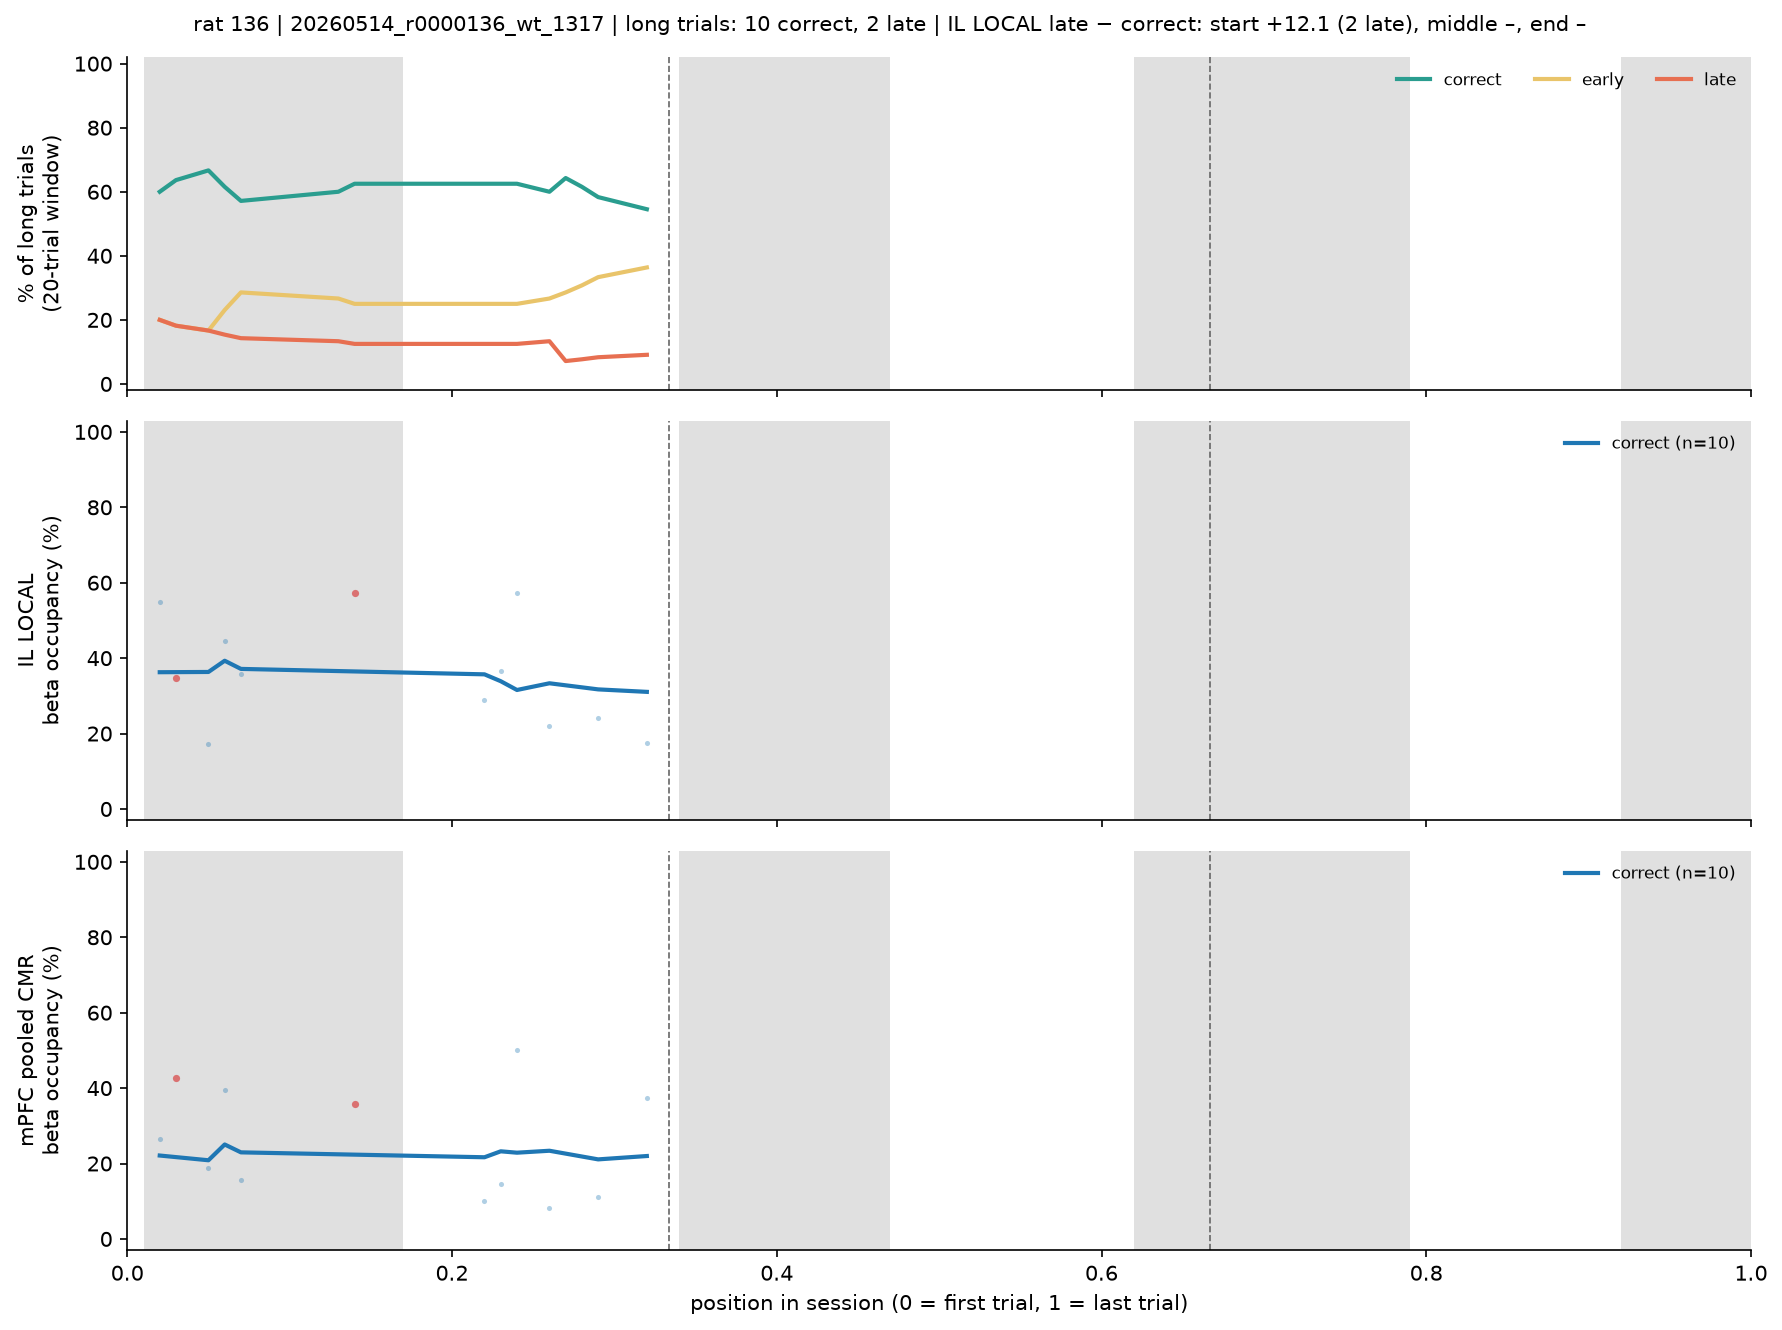 rat 136 | 20260514_r0000136_wt_1317 | long trials: 10 correct, 2 late | IL LOCAL late − correct: start +12.1 (2 late), middle –, end –
correct early late
% of long trials
(20-trial window)
100
80
60
40
20
0
correct (n=10)
IL LOCAL
beta occupancy (%)
100
80
60
40
20
0
correct (n=10)
mPFC pooled CMR
beta occupancy (%)
100
80
60
40
20
0
0.0 0.2 0.4 0.6 0.8 1.0
position in session (0 = first trial, 1 = last trial)